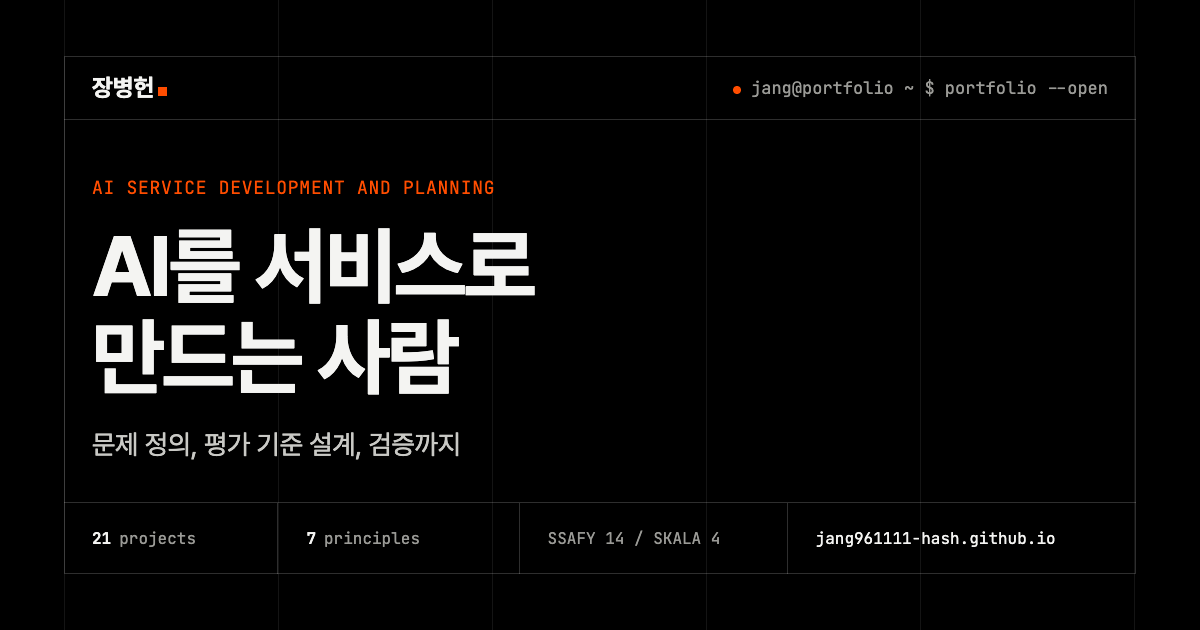 장병헌
jang@portfolio ~ $ portfolio --open
AI SERVICE DEVELOPMENT AND PLANNING
AI를 서비스로
만드는 사람
문제 정의, 평가 기준 설계, 검증까지
21 projects
7 principles
SSAFY 14 / SKALA 4
jang961111-hash.github.io